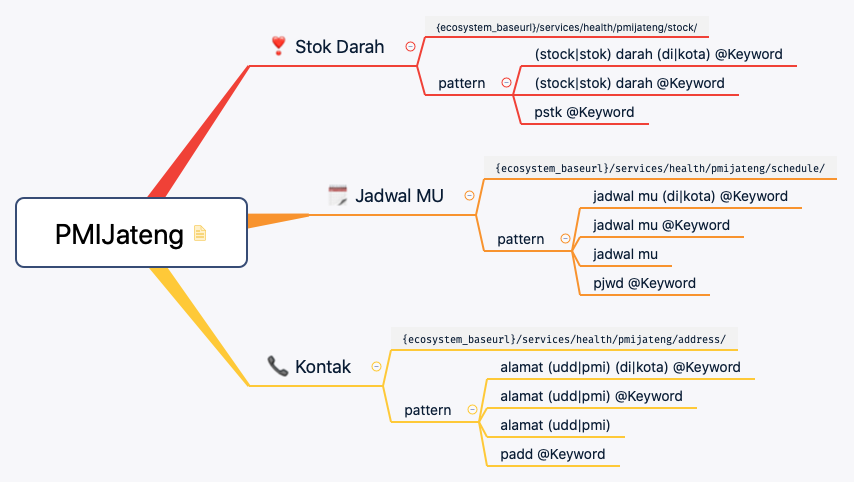 PMIJateng
Stok Darah
{ecosystem_baseurl}/services/health/pmijateng/stock/
pattern
(stock|stok) darah (di|kota) @Keyword
(stock|stok) darah @Keyword
pstk @Keyword
Jadwal MU
{ecosystem_baseurl}/services/health/pmijateng/schedule/
pattern
jadwal mu (di|kota) @Keyword
jadwal mu @Keyword
jadwal mu
pjwd @Keyword
Kontak
{ecosystem_baseurl}/services/health/pmijateng/address/
pattern
alamat (udd|pmi) (di|kota) @Keyword
alamat (udd|pmi) @Keyword
alamat (udd|pmi)
padd @Keyword